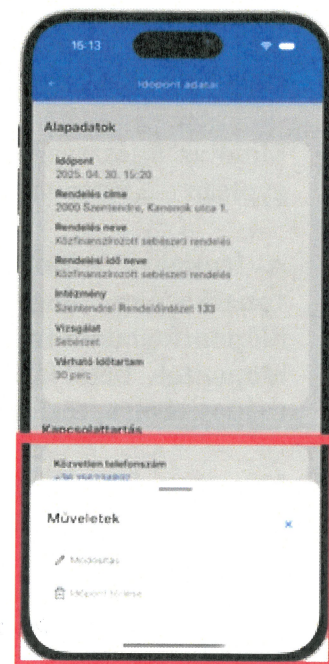 16:13
Időpont adatai
Alapadatok
Időpont
2025. 04. 30. 15:20
Rendelés címe
2000 Szentendre, Kanonok utca 1.
Rendelés neve
Közfinanszírozott sebészeti rendelés
Rendelési idő neve
Közfinanszírozott sebészeti rendelés
Intézmény
Szentendrei Rendelőintézet 133
Vizsgálat
Sebészet
Várható időtartam
30 perc
Kapcsolattartás
Közvetlen telefonszám
Műveletek
Módosítás
Időpont törlése